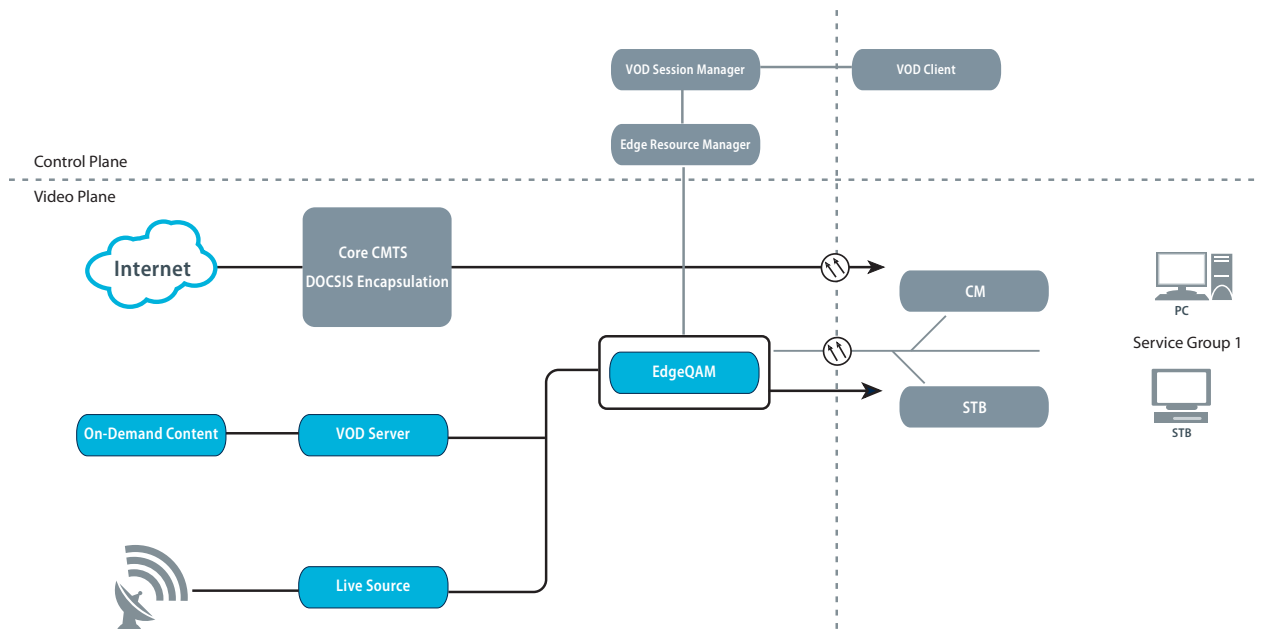 VOD Session Manager
VOD Client
Edge Resource Manager
Control Plane
Video Plane
Internet
Core CMTS
DOCSIS Encapsulation
CM
PC
Service Group 1
EdgeQAM
STB
STB
On-Demand Content
VOD Server
Live Source